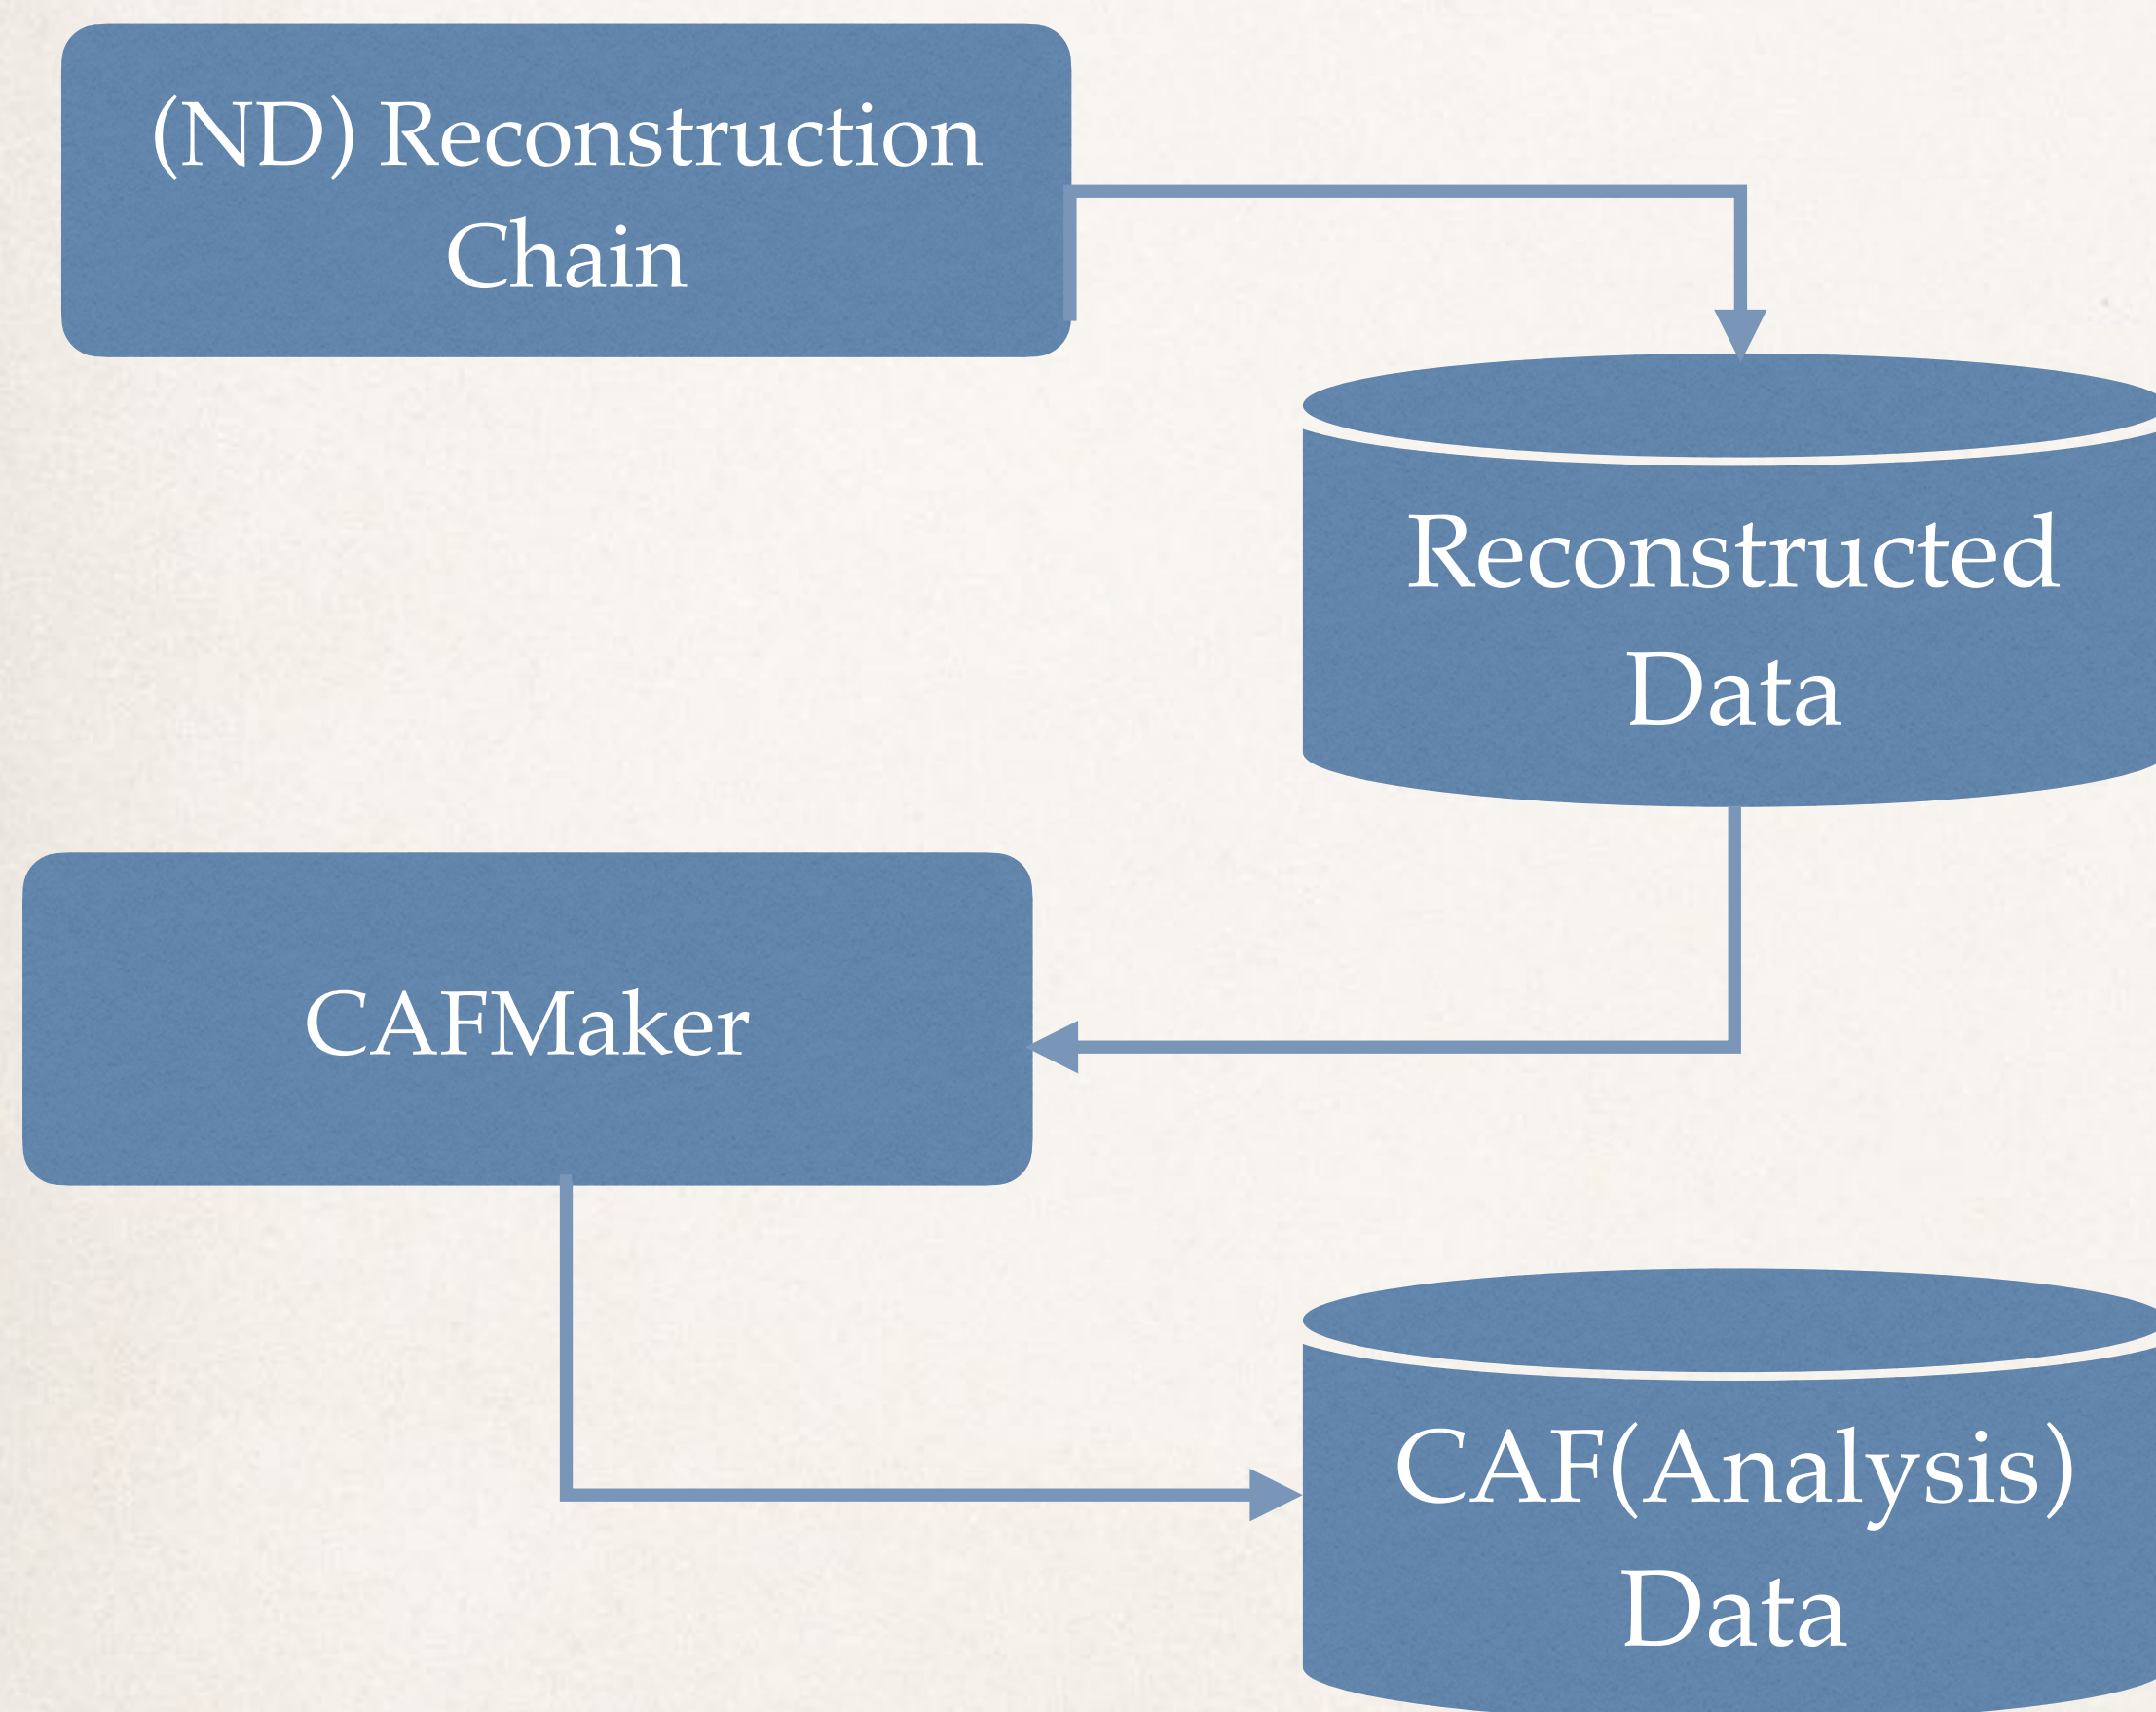 (ND) Reconstruction
Chain
Reconstructed
Data
CAFMaker
CAF(Analysis)
Data